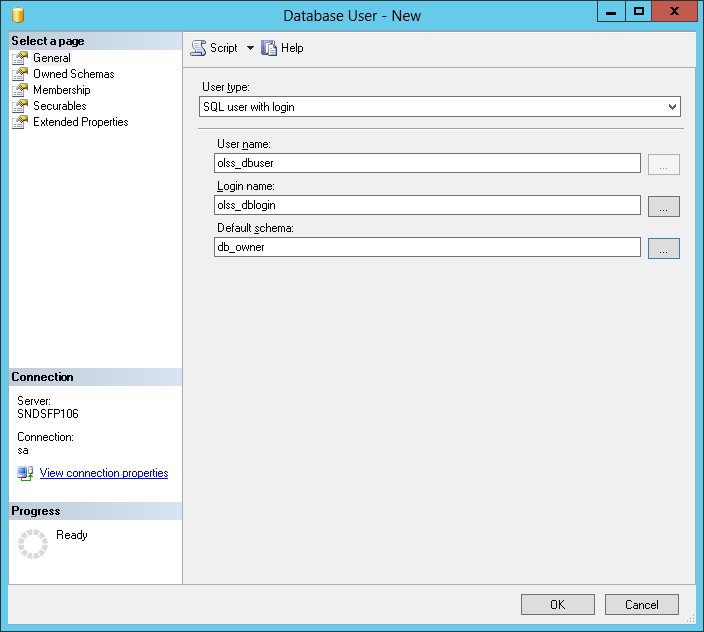 Database User - New
Select a page
General
Owned Schemas
Membership
Securables
Extended Properties
Script
Help
User type:
SQL user with login
User name:
olss_dbuser
...
Login name:
olss_dblogin
...
Default schema:
db_owner
...
Connection
Server:
SNDSFP106
Connection:
sa
View connection properties
Progress
Ready
OK
Cancel